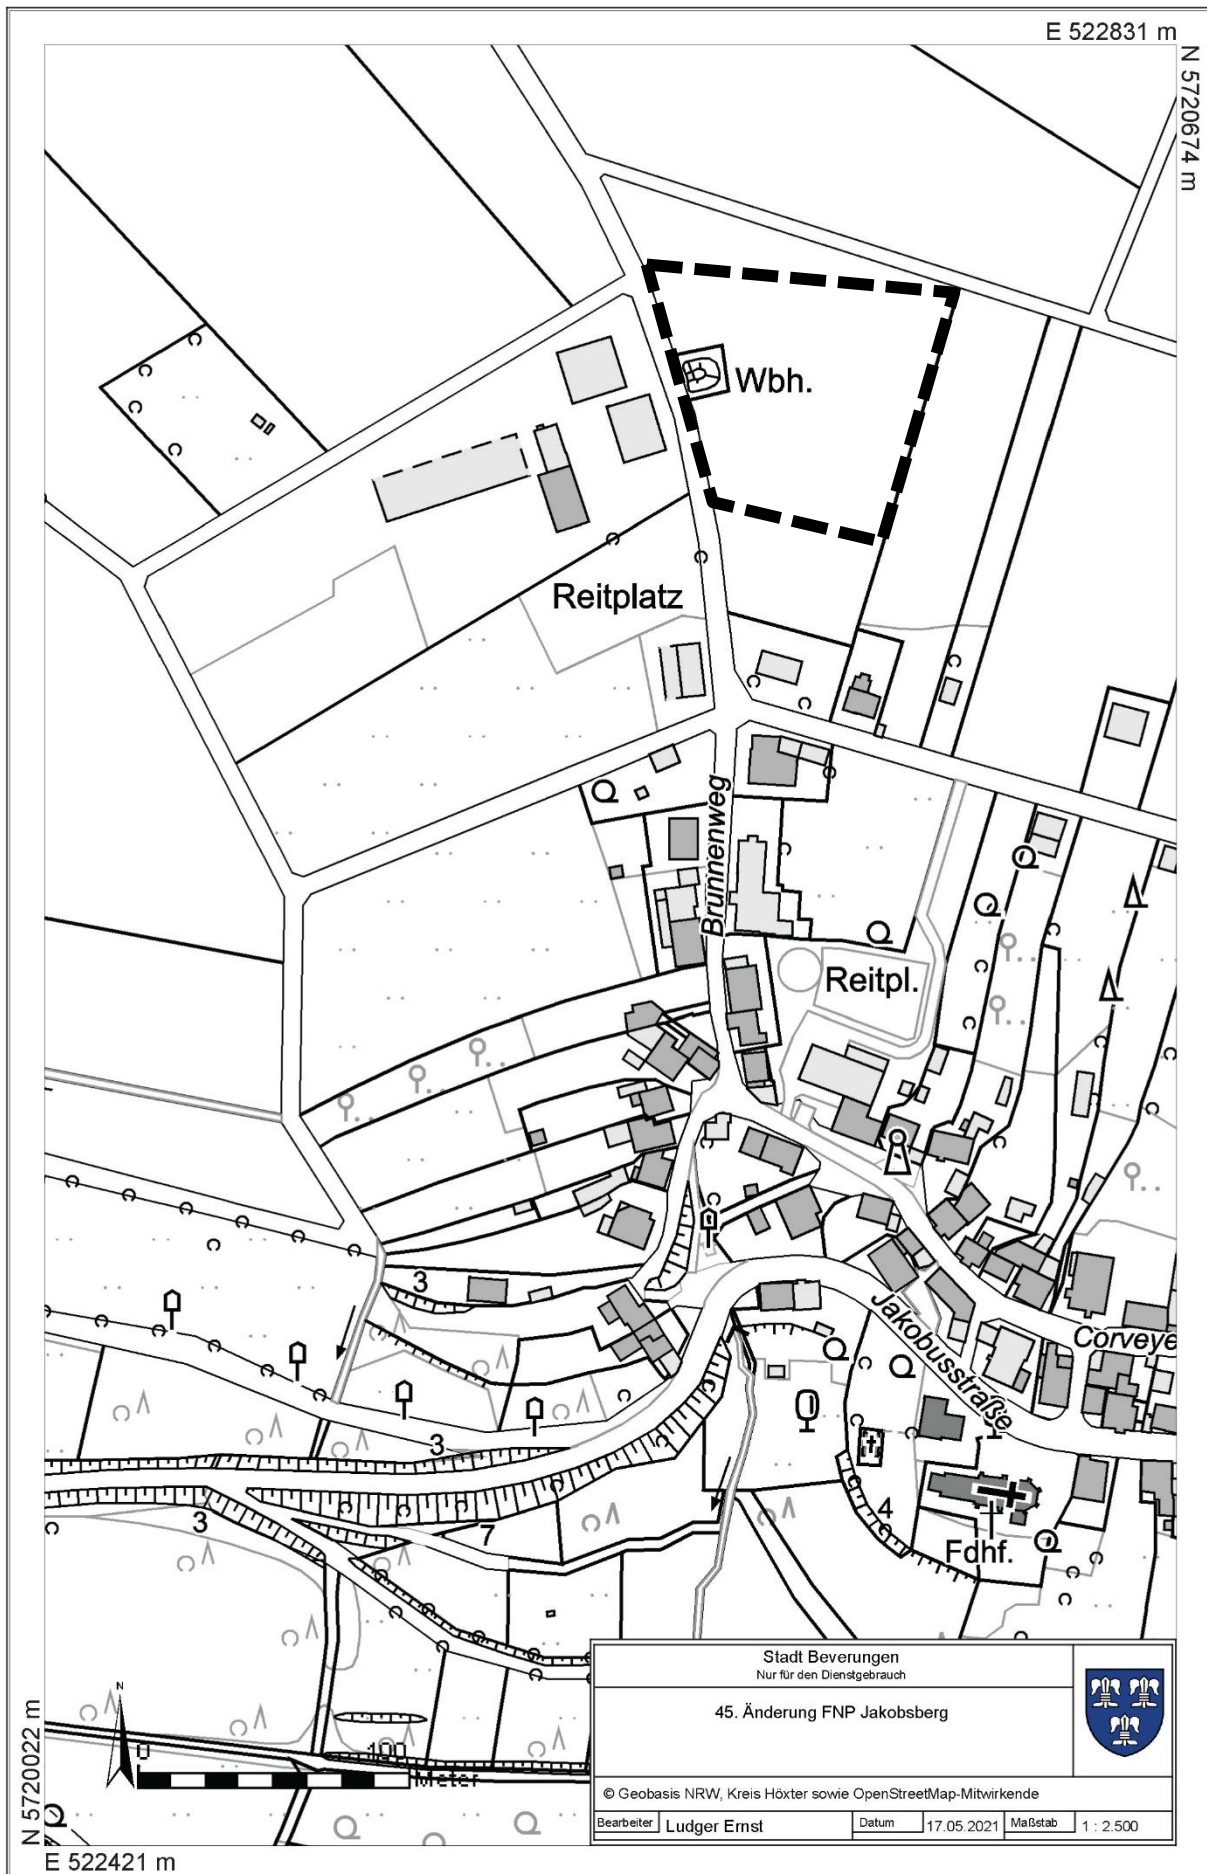 E 522831 m
N 5720674 m
Wbh.
Reitplatz
Brunnenweg
Reitpl.
3
Jakobusstraße
Corveye
3
3
7
4
Fdhf.
N
0
100
Meter
N 5720022 m
E 522421 m
Stadt Beverungen
Nur für den Dienstgebrauch
45. Änderung FNP Jakobsberg
© Geobasis NRW, Kreis Höxter sowie OpenStreetMap-Mitwirkende
Bearbeiter Ludger Ernst Datum 17.05.2021 Maßstab 1 : 2.500